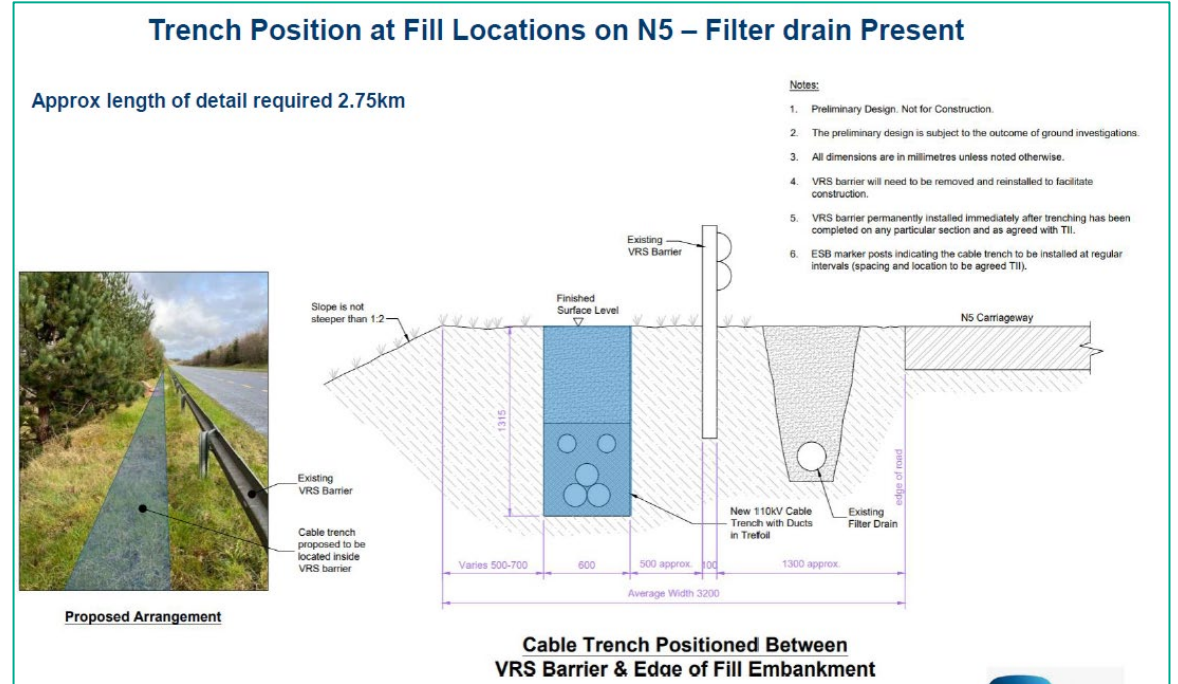 Trench Position at Fill Locations on N5 – Filter drain Present
Approx length of detail required 2.75km
Notes:
1. Preliminary Design. Not for Construction.
2. The preliminary design is subject to the outcome of ground investigations.
3. All dimensions are in millimetres unless noted otherwise.
4. VRS barrier will need to be removed and reinstalled to facilitate
construction.
5. VRS barrier permanently installed immediately after trenching has been
completed on any particular section and as agreed with TII.
6. ESB marker posts indicating the cable trench to be installed at regular
intervals (spacing and location to be agreed TII).
Existing
VRS Barrier
Slope is not
steeper than 1:2
Finished
Surface Level
N5 Carriageway
1315
edge of road
Existing
VRS Barrier
Cable trench
proposed to be
located inside
VRS barrier
New 110kV Cable
Trench with Ducts
in Trefoil
Existing
Filter Drain
Varies 500-700
600
500 approx.
100
1300 approx.
Average Width 3200
Proposed Arrangement
Cable Trench Positioned Between
VRS Barrier & Edge of Fill Embankment